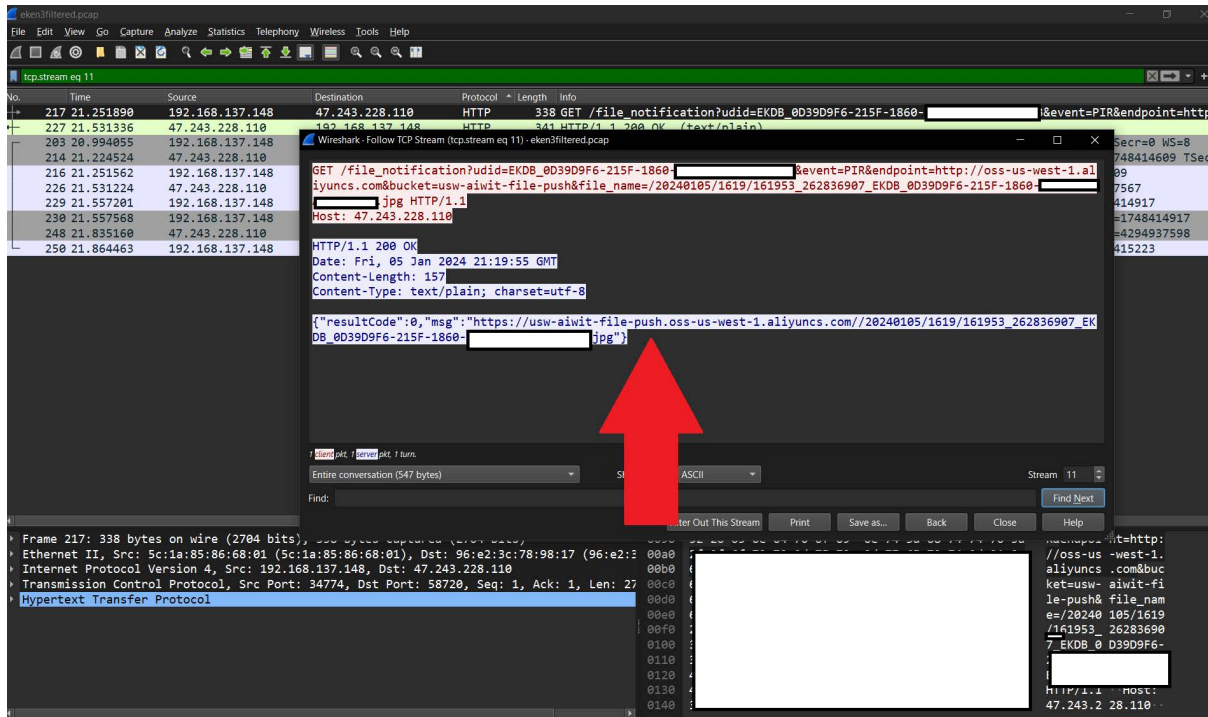 eken3filtered.pcap
File Edit View Go Capture Analyze Statistics Telephony Wireless Tools Help
tcp.stream eq 11
No. Time Source Destination Protocol Length Info
217 21.251890 192.168.137.148 47.243.228.110 HTTP 338 GET /file_notification?udid=EKDB_0D39D9F6-215F-1860- &event=PIR&endpoint=http
227 21.531336 47.243.228.110 192.168.137.148 HTTP 341 HTTP/1.1 200 OK (text/plain)
203 20.994055 192.168.137.148 Secr=0 WS=8
214 21.224524 47.243.228.110 748414609 TSec
216 21.251562 192.168.137.148 09
226 21.531224 47.243.228.110 7567
229 21.557201 192.168.137.148 414917
230 21.557568 192.168.137.148 =1748414917
248 21.835160 47.243.228.110 =4294937598
250 21.864463 192.168.137.148 415223
Wireshark · Follow TCP Stream (tcp.stream eq 11) · eken3filtered.pcap
GET /file_notification?udid=EKDB_0D39D9F6-215F-1860- &event=PIR&endpoint=http://oss-us-west-1.al
iyuncs.com&bucket=usw-aiwit-file-push&file_name=/20240105/1619/161953_262836907_EKDB_0D39D9F6-215F-1860-
.jpg HTTP/1.1
Host: 47.243.228.110
HTTP/1.1 200 OK
Date: Fri, 05 Jan 2024 21:19:55 GMT
Content-Length: 157
Content-Type: text/plain; charset=utf-8
{"resultCode":0,"msg":"https://usw-aiwit-file-push.oss-us-west-1.aliyuncs.com//20240105/1619/161953_262836907_EK
DB_0D39D9F6-215F-1860- jpg"}
1 client pkt, 1 server pkt, 1 turn.
Entire conversation (547 bytes) ASCII Stream 11
Find: Find Next
Out This Stream Print Save as... Back Close Help
Frame 217: 338 bytes on wire (2704 bits),
Ethernet II, Src: 5c:1a:85:86:68:01 (5c:1a:85:86:68:01), Dst: 96:e2:3c:78:98:17 (96:e2:3
Internet Protocol Version 4, Src: 192.168.137.148, Dst: 47.243
Transmission Control Protocol, Src Port: 34774, Dst Port: 58720, Seq: 1, Ack: 1, Len: 27
Hypertext Transfer Protocol
nt=http:
00a0 //oss-us -west-1.
00b0 aliyuncs .com&buc
00c0 ket=usw- aiwit-fi
00d0 le-push& file_nam
00e0 e=/20240 105/1619
00f0 /161953_ 26283690
0100 7_EKDB_0 D39D9F6-
0110
0120
0130 HTTP/1.1 ··Host:
0140 47.243.2 28.110··